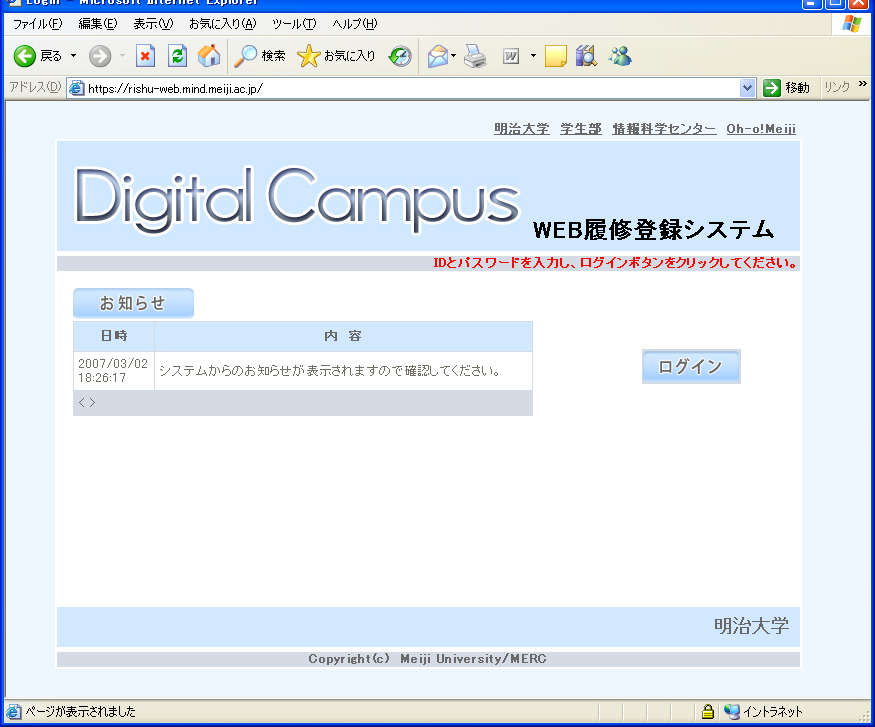 Login - Microsoft Internet Explorer
ファイル(F) 編集(E) 表示(V) お気に入り(A) ツール(T) ヘルプ(H)
戻る 検索 お気に入り
アドレス(D) https://rishu-web.mind.meiji.ac.jp/ 移動 リンク »
明治大学 学生部 情報科学センター Oh-o!Meiji
Digital Campus
WEB履修登録システム
IDとパスワードを入力し、ログインボタンをクリックしてください。
お知らせ
日時 内 容
2007/03/02
18:26:17
システムからのお知らせが表示されますので確認してください。
< >
ログイン
明治大学
Copyright(c) Meiji University/MERC
ページが表示されました イントラネット